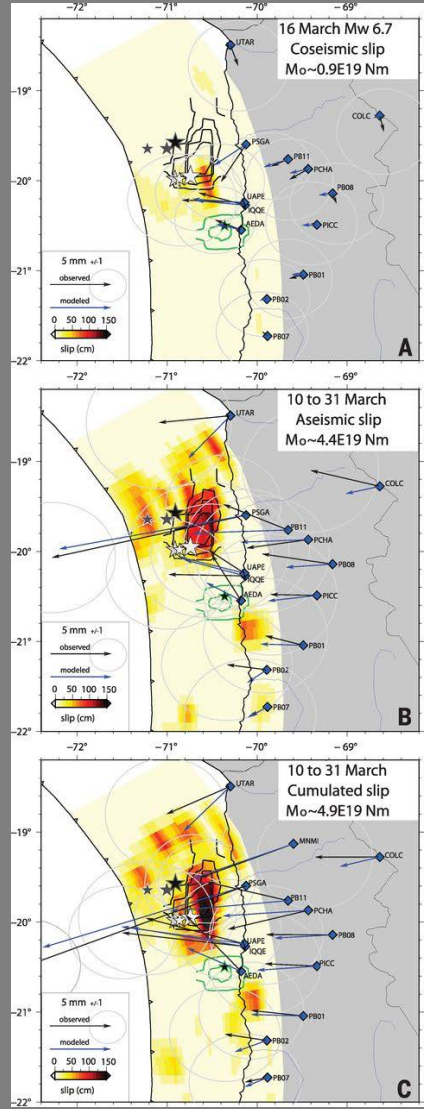 −72° −71° −70° −69°
16 March Mw 6.7
Coseismic slip
Mo~0.9E19 Nm
UTAR
−19°
COLC
PSGA
PB11
PCHA
−20°
PB08
UAPE
IQQE
AEDA
PICC
5 mm +/-1
observed
−21°
PB01
modeled
PB02
0 50 100 150
slip (cm)
PB07
−22°
A
−72° −71° −70° −69°
10 to 31 March
Aseismic slip
Mo~4.4E19 Nm
UTAR
−19°
COLC
PSGA
PB11
PCHA
−20°
PB08
UAPE
IQQE
AEDA
PICC
5 mm +/-1
observed
−21°
PB01
modeled
PB02
0 50 100 150
slip (cm)
PB07
−22°
B
−72° −71° −70° −69°
10 to 31 March
Cumulated slip
Mo~4.9E19 Nm
UTAR
−19°
MNMI
COLC
PSGA
PB11
PCHA
−20°
PB08
UAPE
IQQE
AEDA
PICC
5 mm +/-1
observed
−21°
PB01
modeled
PB02
0 50 100 150
slip (cm)
PB07
−22°
C